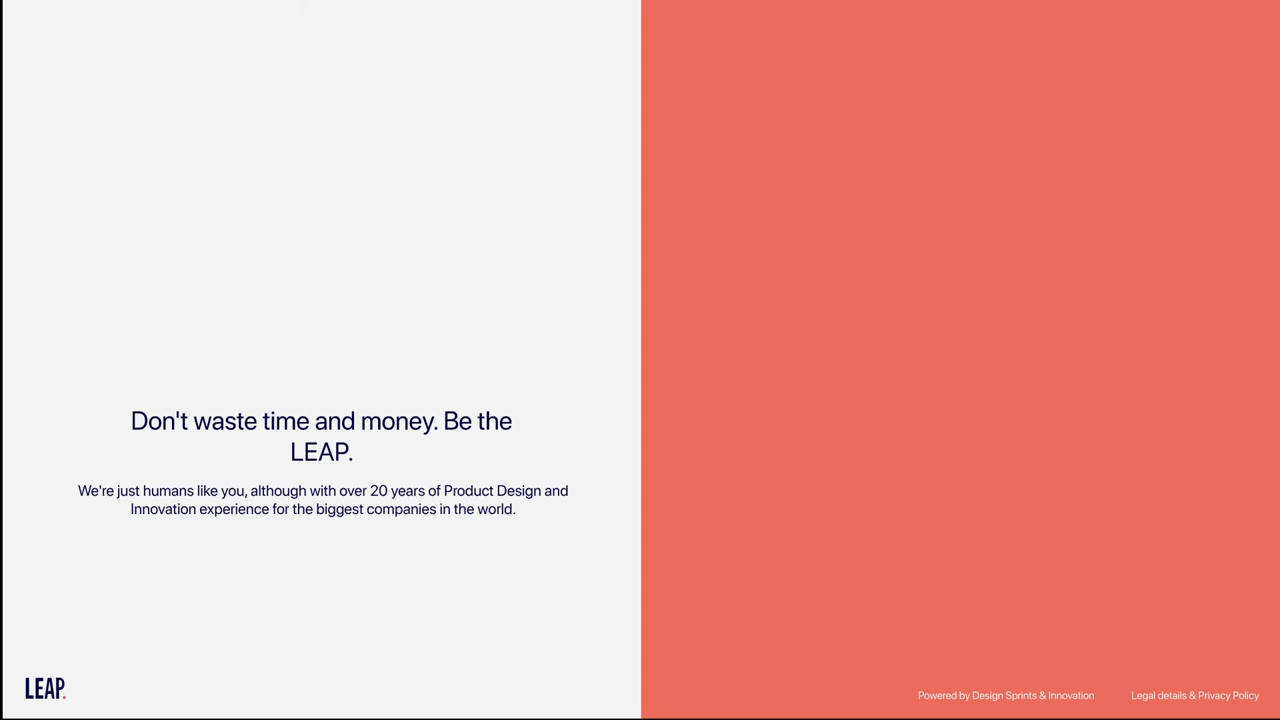 Don't waste time and money. Be the
LEAP.
We're just humans like you, although with over 20 years of Product Design and
Innovation experience for the biggest companies in the world.
LEAP.
Powered by Design Sprints & Innovation
Legal details & Privacy Policy